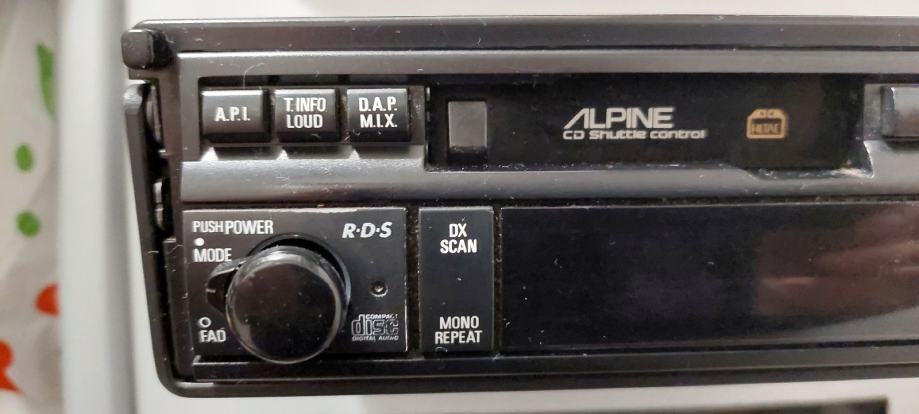 A.P.I.
T.INFO
LOUD
D.A.P.
M.I.X.
ALPINE
CD Shuttle control
PUSH POWER
R·D·S
MODE
FAD
COMPACT
disc
DIGITAL AUDIO
DX
SCAN
MONO
REPEAT